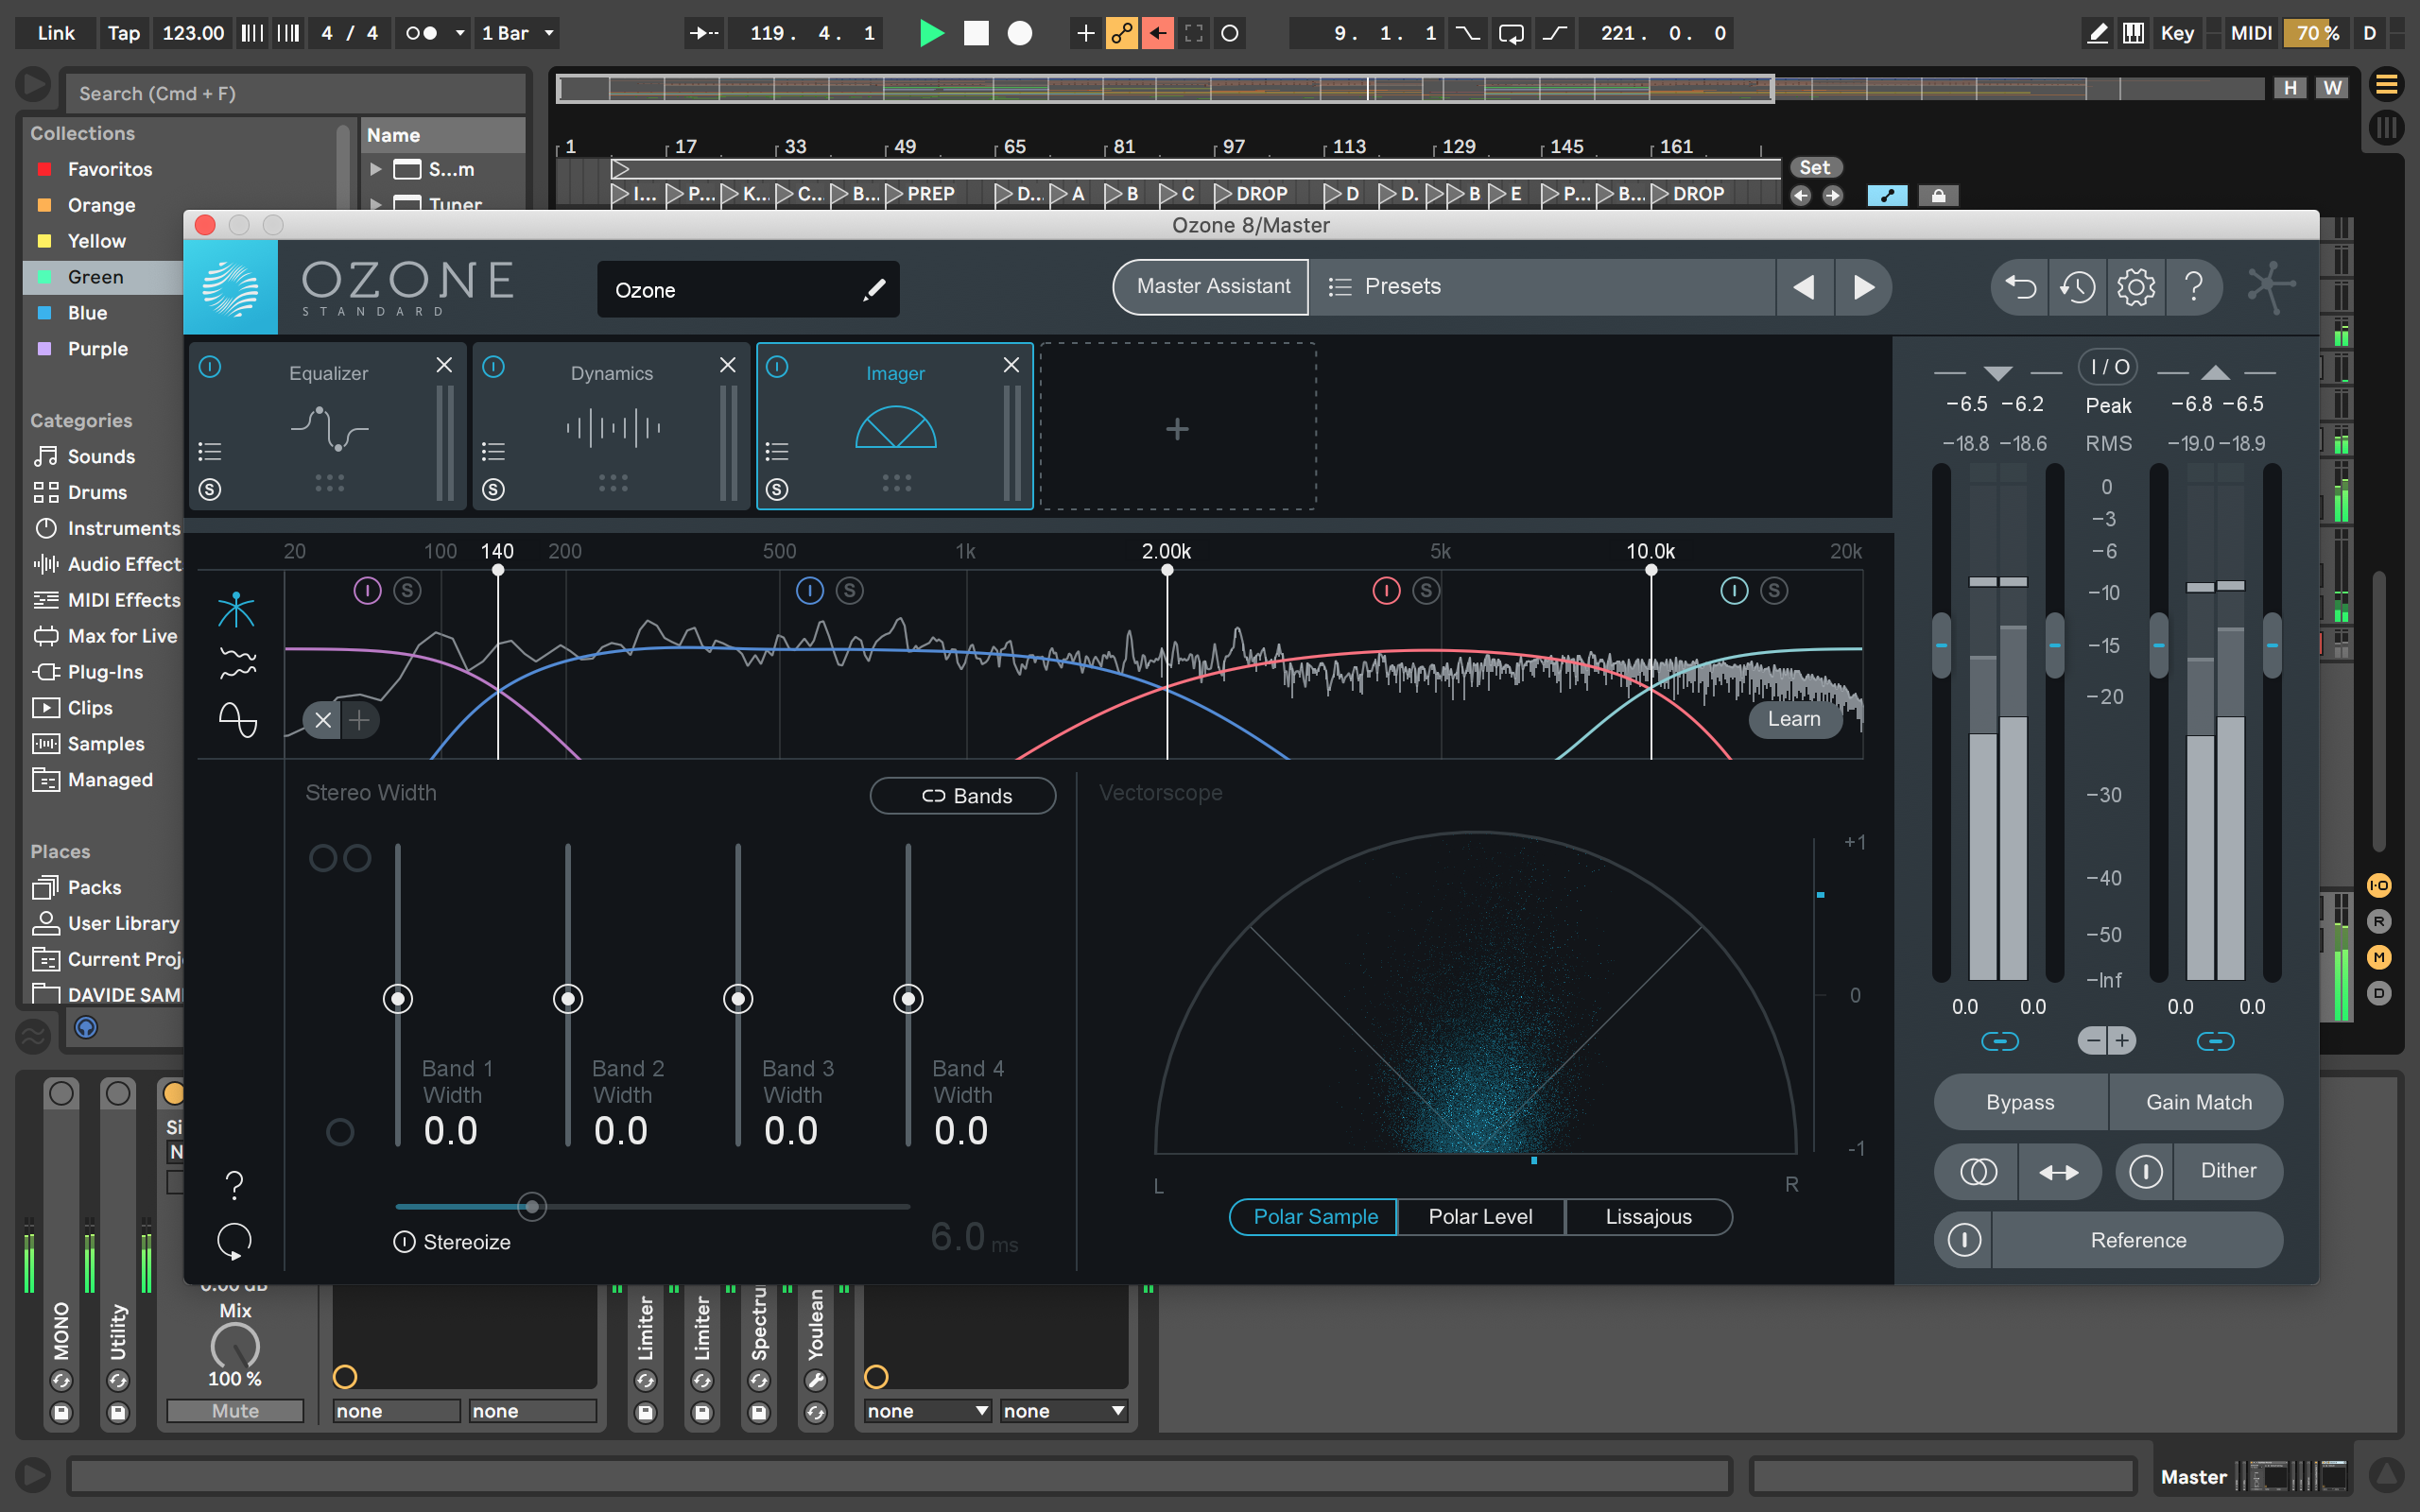 Link Tap 123.00 4 / 4 1 Bar 119. 4. 1 9. 1. 1 221. 0. 0 Key MIDI 70 % D
Search (Cmd + F)
H W
Collections
Name
Favoritos
S...m
Orange
Tuner
Yellow
Green
Blue
Purple
1 17 33 49 65 81 97 113 129 145 161
Set
I... P... K... C... B... PREP D... A B C DROP D D. B E P... B... DROP
Categories
Sounds
Drums
Instruments
Audio Effect
MIDI Effects
Max for Live
Plug-Ins
Clips
Samples
Managed
Places
Packs
User Library
Current Proj
DAVIDE SAM
Ozone 8/Master
OZONE
STANDARD
Ozone
Master Assistant
Presets
?
Equalizer
S
Dynamics
S
Imager
S
+
I / O
-6.5 -6.2 Peak -6.8 -6.5
-18.8 -18.6 RMS -19.0 -18.9
0
-3
-6
-10
-15
-20
-30
-40
-50
-Inf
0.0 0.0 0.0 0.0
20 100 140 200 500 1k 2.00k 5k 10.0k 20k
S S S S
Learn
Stereo Width
Bands
Band 1
Width
0.0
Band 2
Width
0.0
Band 3
Width
0.0
Band 4
Width
0.0
Stereoize
6.0 ms
?
Vectorscope
+1
0
-1
L R
Polar Sample Polar Level Lissajous
Bypass Gain Match
Dither
Reference
I·O
R
M
D
Si
N
0.00 dB
Mix
100 %
Mute
MONO
Utility
none none
Limiter
Limiter
Spectru
Youlean
none none
Master